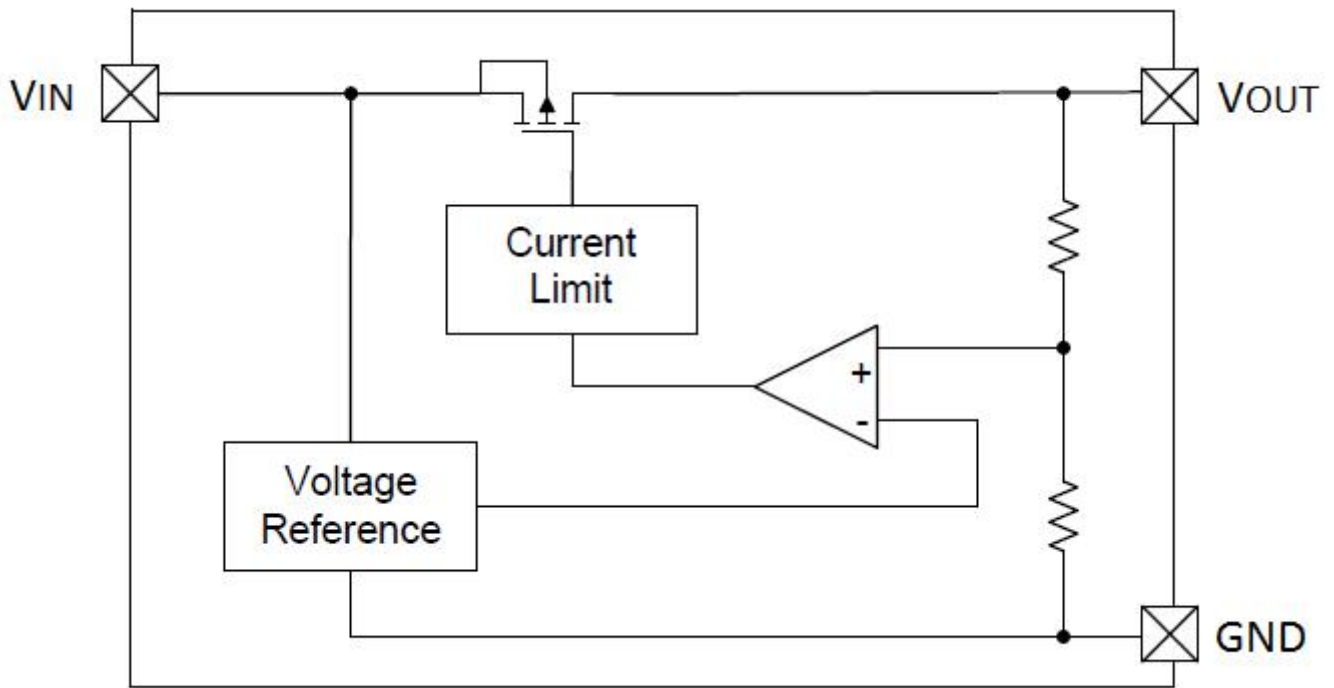 VIN
VOUT
Current
Limit
+
-
Voltage
Reference
GND